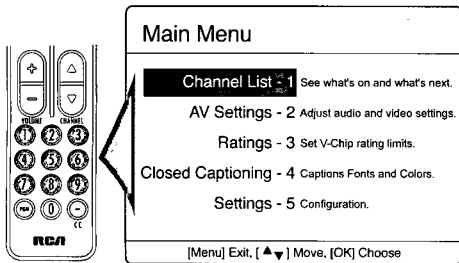 Main Menu
Channel List - 1 See what's on and what's next.
AV Settings - 2 Adjust audio and video settings.
Ratings - 3 Set V-Chip rating limits.
Closed Captioning - 4 Captions Fonts and Colors.
Settings - 5 Configuration.
[Menu] Exit, [ ▲▼ ] Move, [OK] Choose
+
-
VOLUME CHANNEL
1 2 3
4 5 6
7 8 9
0 -
CC
RCA